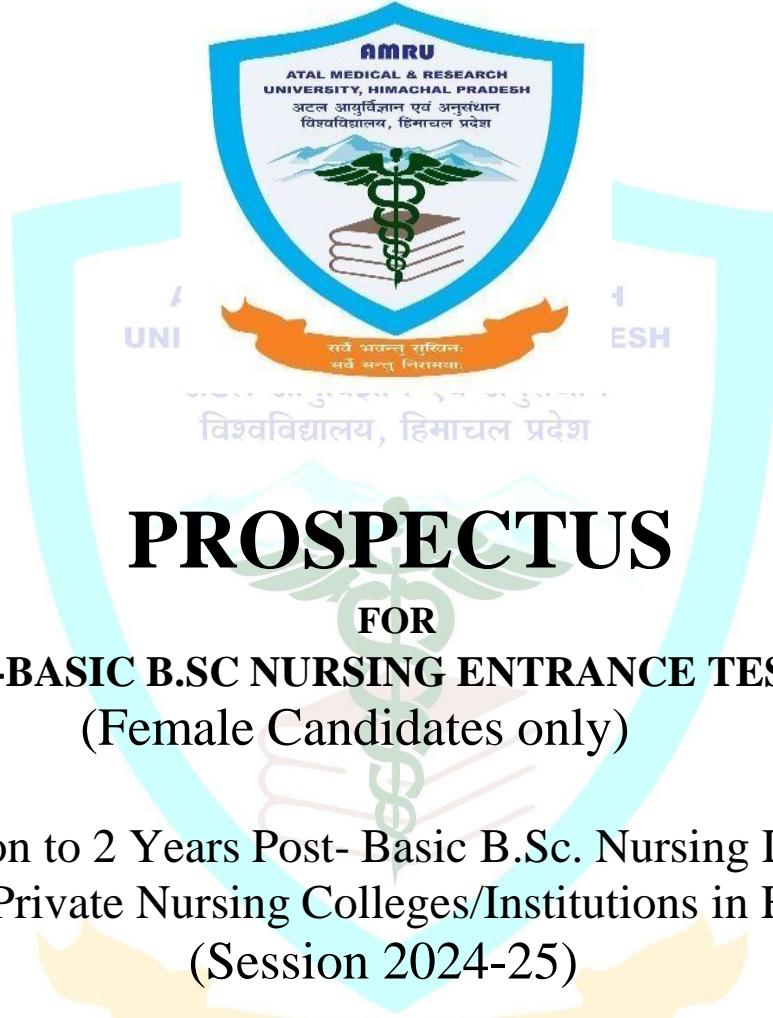 AMRU
ATAL MEDICAL & RESEARCH
UNIVERSITY, HIMACHAL PRADESH
अटल आयुर्विज्ञान एवं अनुसंधान
विश्वविद्यालय, हिमाचल प्रदेश
सर्वे भवन्तु सुखिनः
सर्वे सन्तु निरामयाः
UNI ESH
विश्वविद्यालय, हिमाचल प्रदेश
PROSPECTUS
FOR
-BASIC B.SC NURSING ENTRANCE TES
(Female Candidates only)
on to 2 Years Post- Basic B.Sc. Nursing
Private Nursing Colleges/Institutions in
(Session 2024-25)